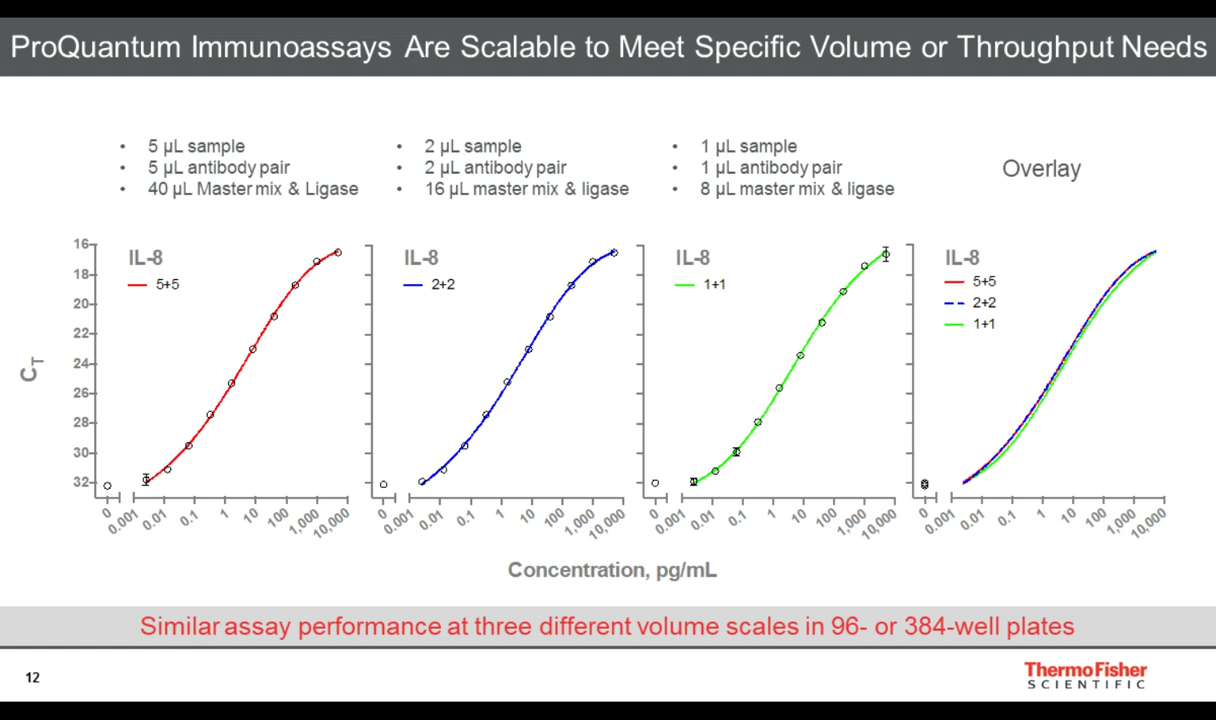 ProQuantum Immunoassays Are Scalable to Meet Specific Volume or Throughput Needs
• 5 µL sample
• 5 µL antibody pair
• 40 µL Master mix & Ligase
• 2 µL sample
• 2 µL antibody pair
• 16 µL master mix & ligase
• 1 µL sample
• 1 µL antibody pair
• 8 µL master mix & ligase
Overlay
CT
16
18
20
22
24
26
28
30
32
IL-8
5+5
0 0.001 0.01 0.1 1 10 100 1,000 10,000
IL-8
2+2
0 0.001 0.01 0.1 1 10 100 1,000 10,000
IL-8
1+1
0 0.001 0.01 0.1 1 10 100 1,000 10,000
IL-8
5+5
2+2
1+1
0 0.001 0.01 0.1 1 10 100 1,000 10,000
Concentration, pg/mL
Similar assay performance at three different volume scales in 96- or 384-well plates
12
ThermoFisher
SCIENTIFIC